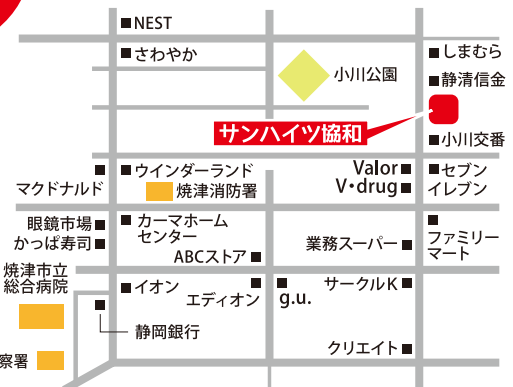 NEST
さわやか
しまむら
小川公園
静清信金
サンハイツ協和
小川交番
ウインダーランド
Valor
セブン
イレブン
マクドナルド
焼津消防署
V・drug
眼鏡市場
カーマホーム
センター
ファミリー
マート
かっぱ寿司
業務スーパー
ABCストア
焼津市立
総合病院
イオン
エディオン
g.u.
サークルK
静岡銀行
クリエイト
察署